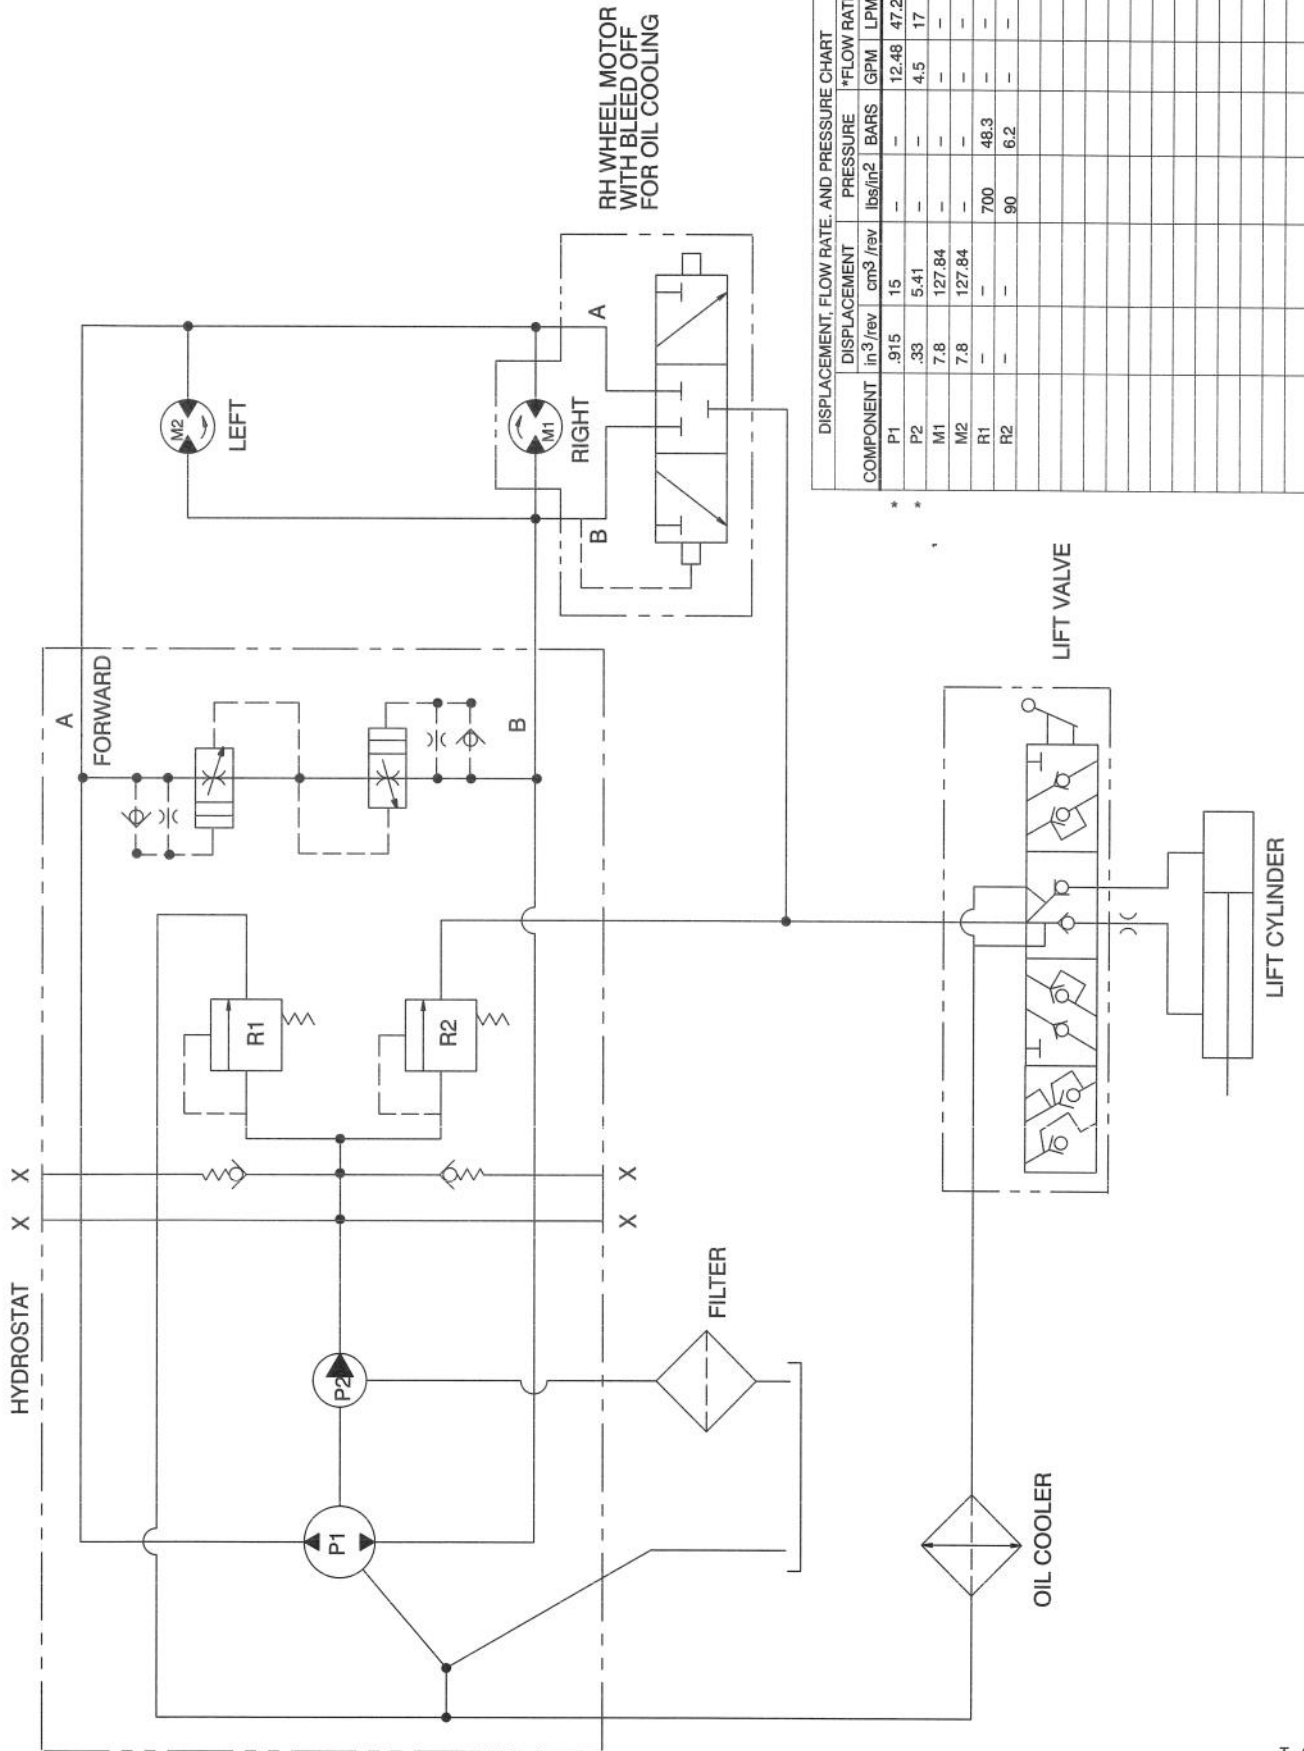 HYDROSTAT
X
X
A
FORWARD
M2
LEFT
RH WHEEL MOTOR
WITH BLEED OFF
FOR OIL COOLING
R1
R2
P1
P2
B
M1
RIGHT
A
B
X
X
FILTER
OIL COOLER
LIFT VALVE
LIFT CYLINDER
DISPLACEMENT, FLOW RATE. AND PRESSURE CHART
DISPLACEMENT PRESSURE *FLOW RATE
COMPONENT in3/rev cm3/rev lbs/in2 BARS GPM LPM
* P1 .915 15 – – 12.48 47.2
* P2 .33 5.41 – – 4.5 17
M1 7.8 127.84 – – – –
M2 7.8 127.84 – – – –
R1 – – 700 48.3 – –
R2 – – 90 6.2 – –